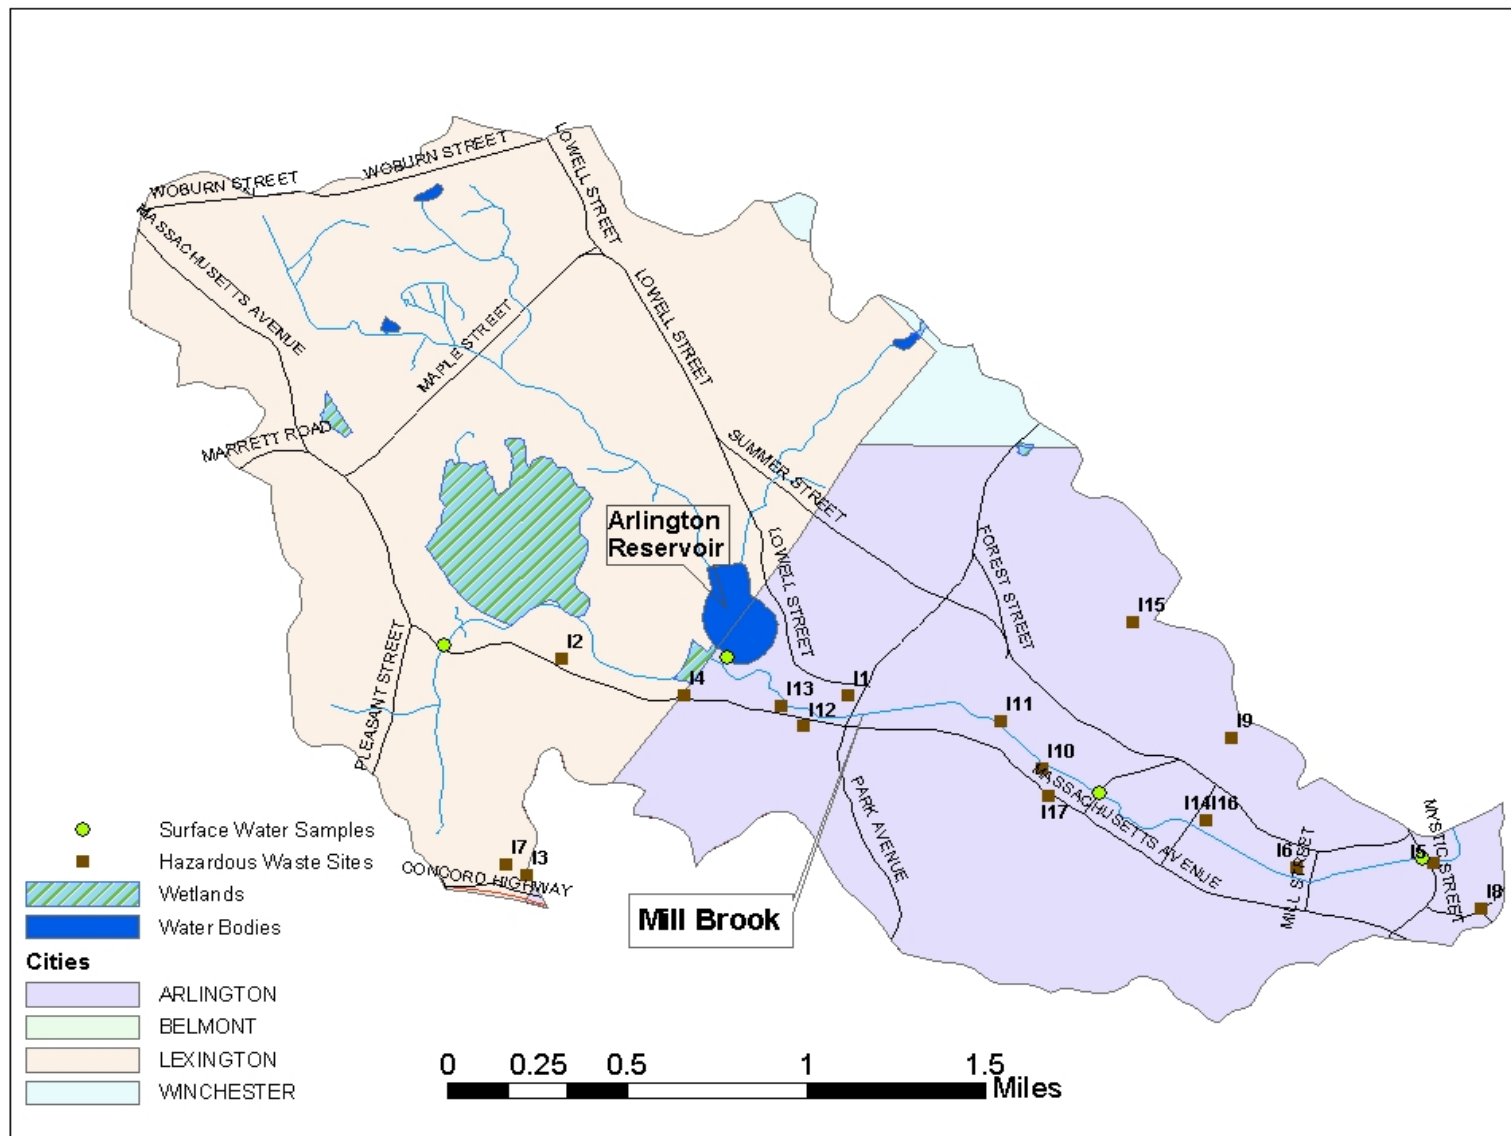 WOBURN STREET
WOBURN STREET
LOWELL STREET
MASSACHUSETTS AVENUE
LOWELL STREET
MAPLE STREET
MARRETT ROAD
SUMMER STREET
Arlington
Reservoir
LOWELL STREET
FOREST STREET
I15
PLEASANT STREET
I2
I4
I13
I1
I12
I11
I9
I10
MASSACHUSETTS AVENUE
I17
PARK AVENUE
I14
I16
MYSTIC STREET
I6
I5
MILL STREET
I8
I7
I3
CONCORD HIGHWAY
Mill Brook
Surface Water Samples
Hazardous Waste Sites
Wetlands
Water Bodies
Cities
ARLINGTON
BELMONT
LEXINGTON
WINCHESTER
0 0.25 0.5 1 1.5
Miles